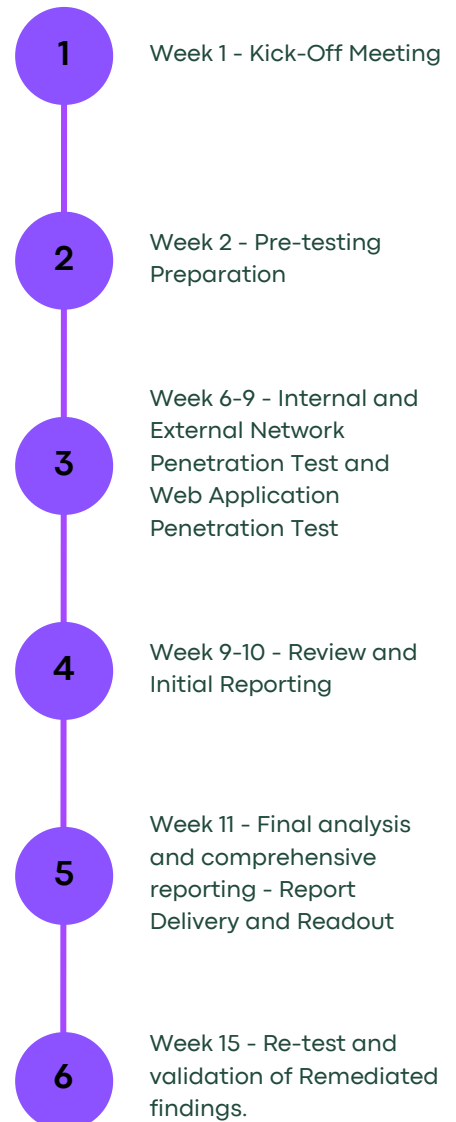 1
Week 1 - Kick-Off Meeting
2
Week 2 - Pre-testing
Preparation
3
Week 6-9 - Internal and
External Network
Penetration Test and
Web Application
Penetration Test
4
Week 9-10 - Review and
Initial Reporting
5
Week 11 - Final analysis
and comprehensive
reporting - Report
Delivery and Readout
6
Week 15 - Re-test and
validation of Remediated
findings.